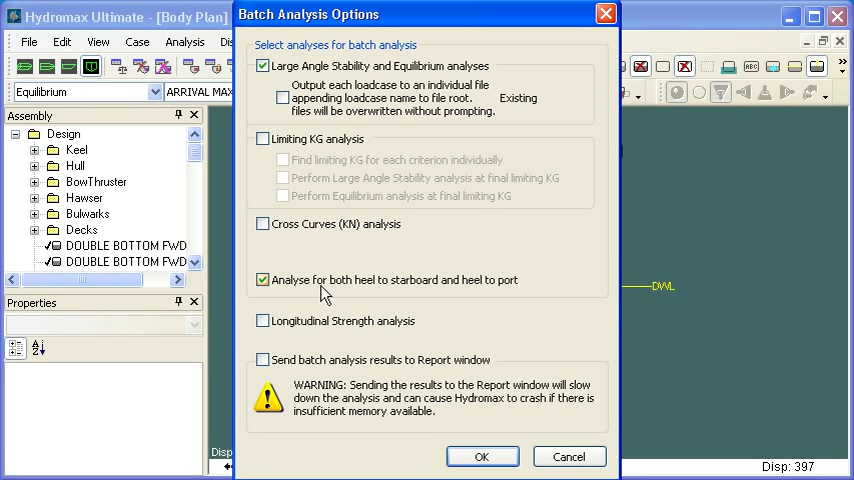 Hydromax Ultimate - [Body Plan]
Batch Analysis Options
File Edit View Case Analysis
Equilibrium
ARRIVAL MAX
Assembly
Design
Keel
Hull
BowThruster
Hawser
Bulwarks
Decks
DOUBLE BOTTOM FWD
DOUBLE BOTTOM FWD
Properties
Select analyses for batch analysis
Large Angle Stability and Equilibrium analyses
Output each loadcase to an individual file
appending loadcase name to file root. Existing
files will be overwritten without prompting.
Limiting KG analysis
Find limiting KG for each criterion individually
Perform Large Angle Stability analysis at final limiting KG
Perform Equilibrium analysis at final limiting KG
Cross Curves (KN) analysis
Analyse for both heel to starboard and heel to port
Longitudinal Strength analysis
Send batch analysis results to Report window
WARNING: Sending the results to the Report window will slow
down the analysis and can cause Hydromax to crash if there is
insufficient memory available.
OK Cancel
ABC
DWL
Disp: 397